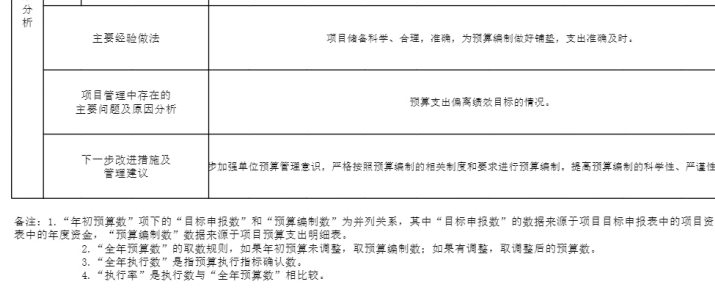 分
析
主要经验做法
项目储备科学、合理，准确，为预算编制做好铺垫，支出准确及时。
项目管理中存在的
主要问题及原因分析
预算支出偏离绩效目标的情况。
下一步改进措施及
管理建议
步加强单位预算管理意识，严格按照预算编制的相关制度和要求进行预算编制，提高预算编制的科学性、严谨性
备注：1.“年初预算数”项下的“目标申报数”和“预算编制数”为并列关系，其中“目标申报数”的数据来源于项目目标申报表中的项目资
表中的年度资金，“预算编制数”数据来源于项目预算支出明细表。
2.“全年预算数”的取数规则，如果年初预算未调整，取预算编制数；如果有调整，取调整后的预算数。
3.“全年执行数”是指预算执行指标确认数。
4.“执行率”是执行数与“全年预算数”相比较。